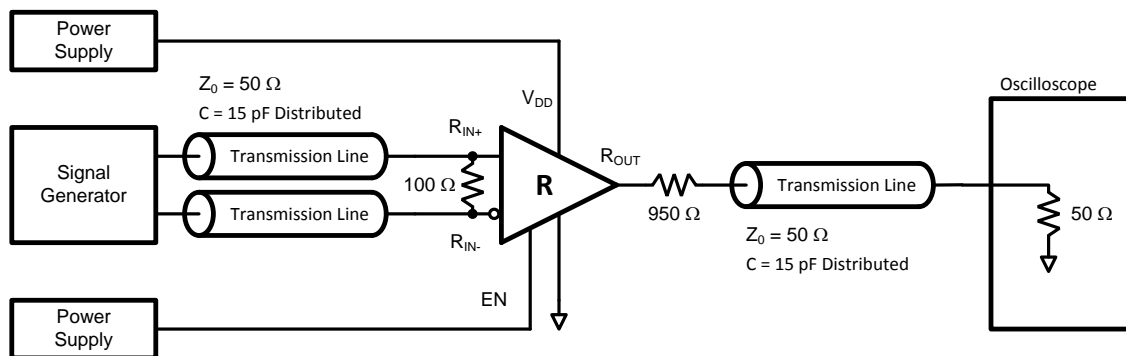 Power
Supply
Z0 = 50 Ω
C = 15 pF Distributed
Oscilloscope
VDD
RIN+
Signal
Generator
Transmission Line
Transmission Line
100 Ω
RIN-
R
ROUT
950 Ω
Transmission Line
Z0 = 50 Ω
C = 15 pF Distributed
50 Ω
EN
Power
Supply